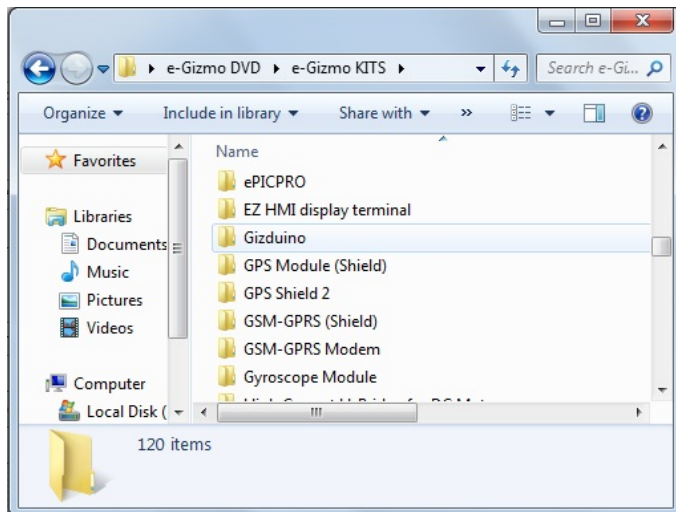 e-Gizmo DVD e-Gizmo KITS
Search e-Gi...
Organize Include in library Share with »
Favorites
Libraries
Documents
Music
Pictures
Videos
Computer
Local Disk (
Name
ePICPRO
EZ HMI display terminal
Gizduino
GPS Module (Shield)
GPS Shield 2
GSM-GPRS (Shield)
GSM-GPRS Modem
Gyroscope Module
120 items